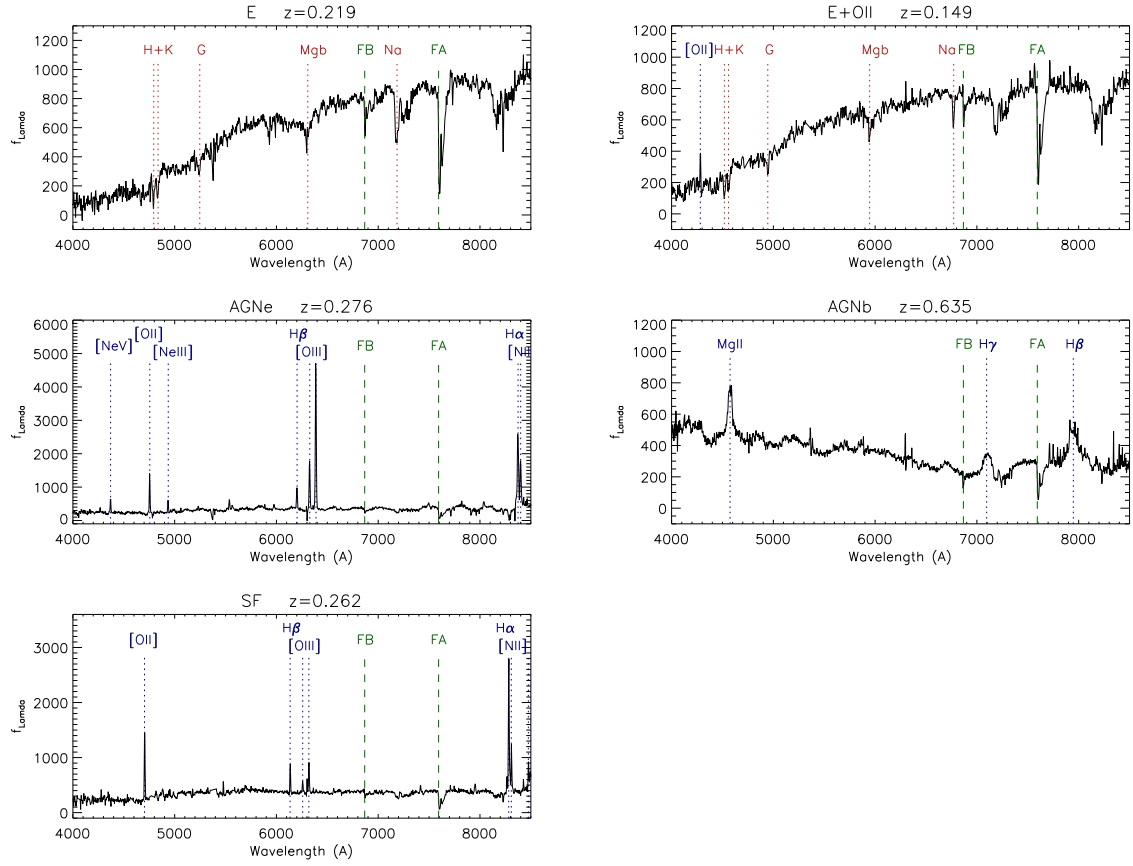 E z=0.219
1200
1000
800
600
400
200
0
f_Lamda
H+K G Mgb FB Na FA
4000 5000 6000 7000 8000
Wavelength (A)
E+OII z=0.149
1200
1000
800
600
400
200
0
f_Lamda
[OII] H+K G Mgb Na FB FA
4000 5000 6000 7000 8000
Wavelength (A)
AGNe z=0.276
6000
5000
4000
3000
2000
1000
0
f_Lamda
[OII] Hβ Hα
[NeV] [NeIII] [OIII] FB FA [NII
4000 5000 6000 7000 8000
Wavelength (A)
AGNb z=0.635
1200
1000
800
600
400
200
0
f_Lamda
MgII FB Hγ FA Hβ
4000 5000 6000 7000 8000
Wavelength (A)
SF z=0.262
3000
2000
1000
0
f_Lamda
Hβ Hα
[OII] [OIII] FB FA [NII]
4000 5000 6000 7000 8000
Wavelength (A)